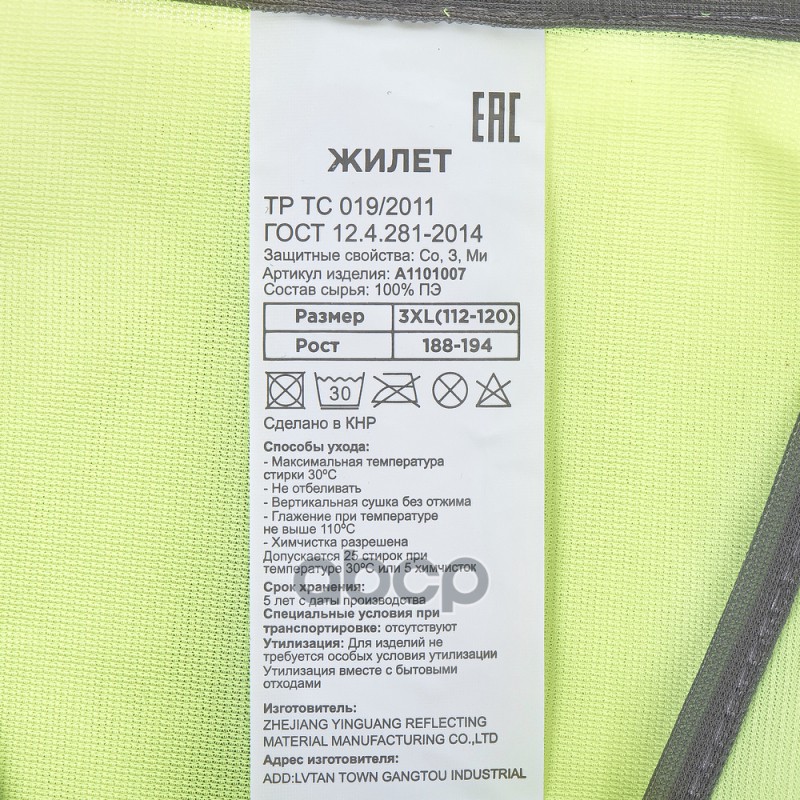 EAC
ЖИЛЕТ
ТР ТС 019/2011
ГОСТ 12.4.281-2014
Защитные свойства: Со, З, Ми
Артикул изделия: А1101007
Состав сырья: 100% ПЭ
Размер 3XL(112-120)
Рост 188-194
30
Сделано в КНР
Способы ухода:
- Максимальная температура
стирки 30ºС
- Не отбеливать
- Вертикальная сушка без отжима
- Глажение при температуре
не выше 110ºС
- Химчистка разрешена
Допускается 25 стирок при
температуре 30ºС или 5 химчисток
abcp
Срок хранения:
5 лет с даты производства
Специальные условия при
транспортировке: отсутствуют
Утилизация: Для изделий не
требуется особых условия утилизации
Утилизация вместе с бытовыми
отходами
Изготовитель:
ZHEJIANG YINGUANG REFLECTING
MATERIAL MANUFACTURING CO.,LTD
Адрес изготовителя:
ADD:LVTAN TOWN GANGTOU INDUSTRIAL